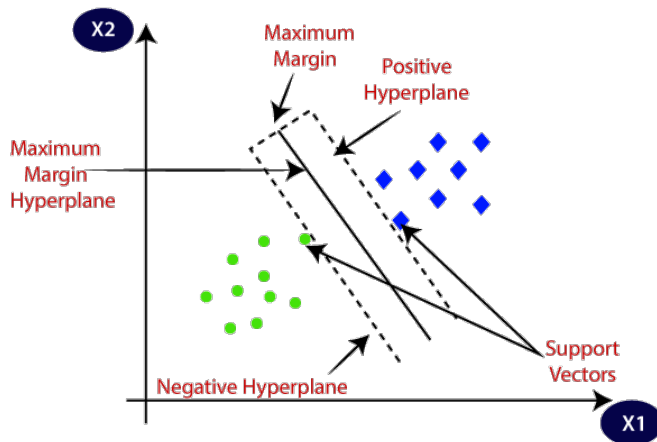 X2
Maximum
Margin
Positive
Hyperplane
Maximum
Margin
Hyperplane
Support
Vectors
Negative Hyperplane
X1